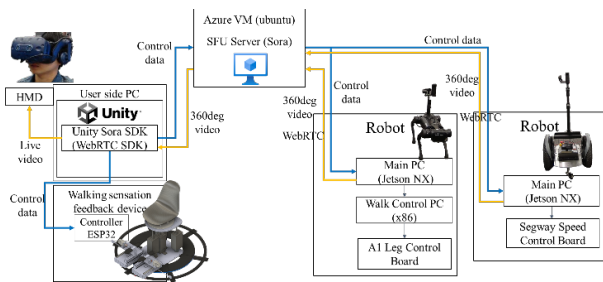 Azure VM (ubuntu)
SFU Server (Sora)
Control
data
Control data
User side PC
HMD
Unity
Unity Sora SDK
(WebRTC SDK)
360deg
video
Live
video
Control
data
Walking sensation
feedback device
Controller
ESP32
360deg
video
WebRTC
Control
data
Robot
Main PC
(Jetson NX)
Walk Control PC
(x86)
A1 Leg Control
Board
360deg
video
WebRTC
Robot
Main PC
(Jetson NX)
Segway Speed
Control Board